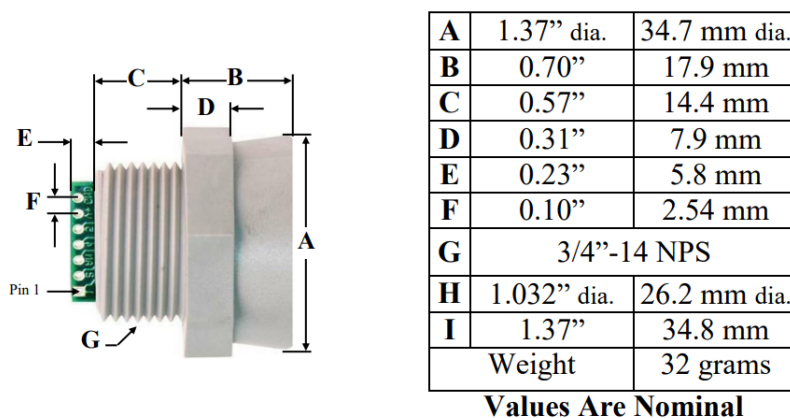 C
B
D
E
F
A
Pin 1
G
A 1.37” dia. 34.7 mm dia.
B 0.70” 17.9 mm
C 0.57” 14.4 mm
D 0.31” 7.9 mm
E 0.23” 5.8 mm
F 0.10” 2.54 mm
G 3/4”-14 NPS
H 1.032” dia. 26.2 mm dia.
I 1.37” 34.8 mm
Weight 32 grams
Values Are Nominal